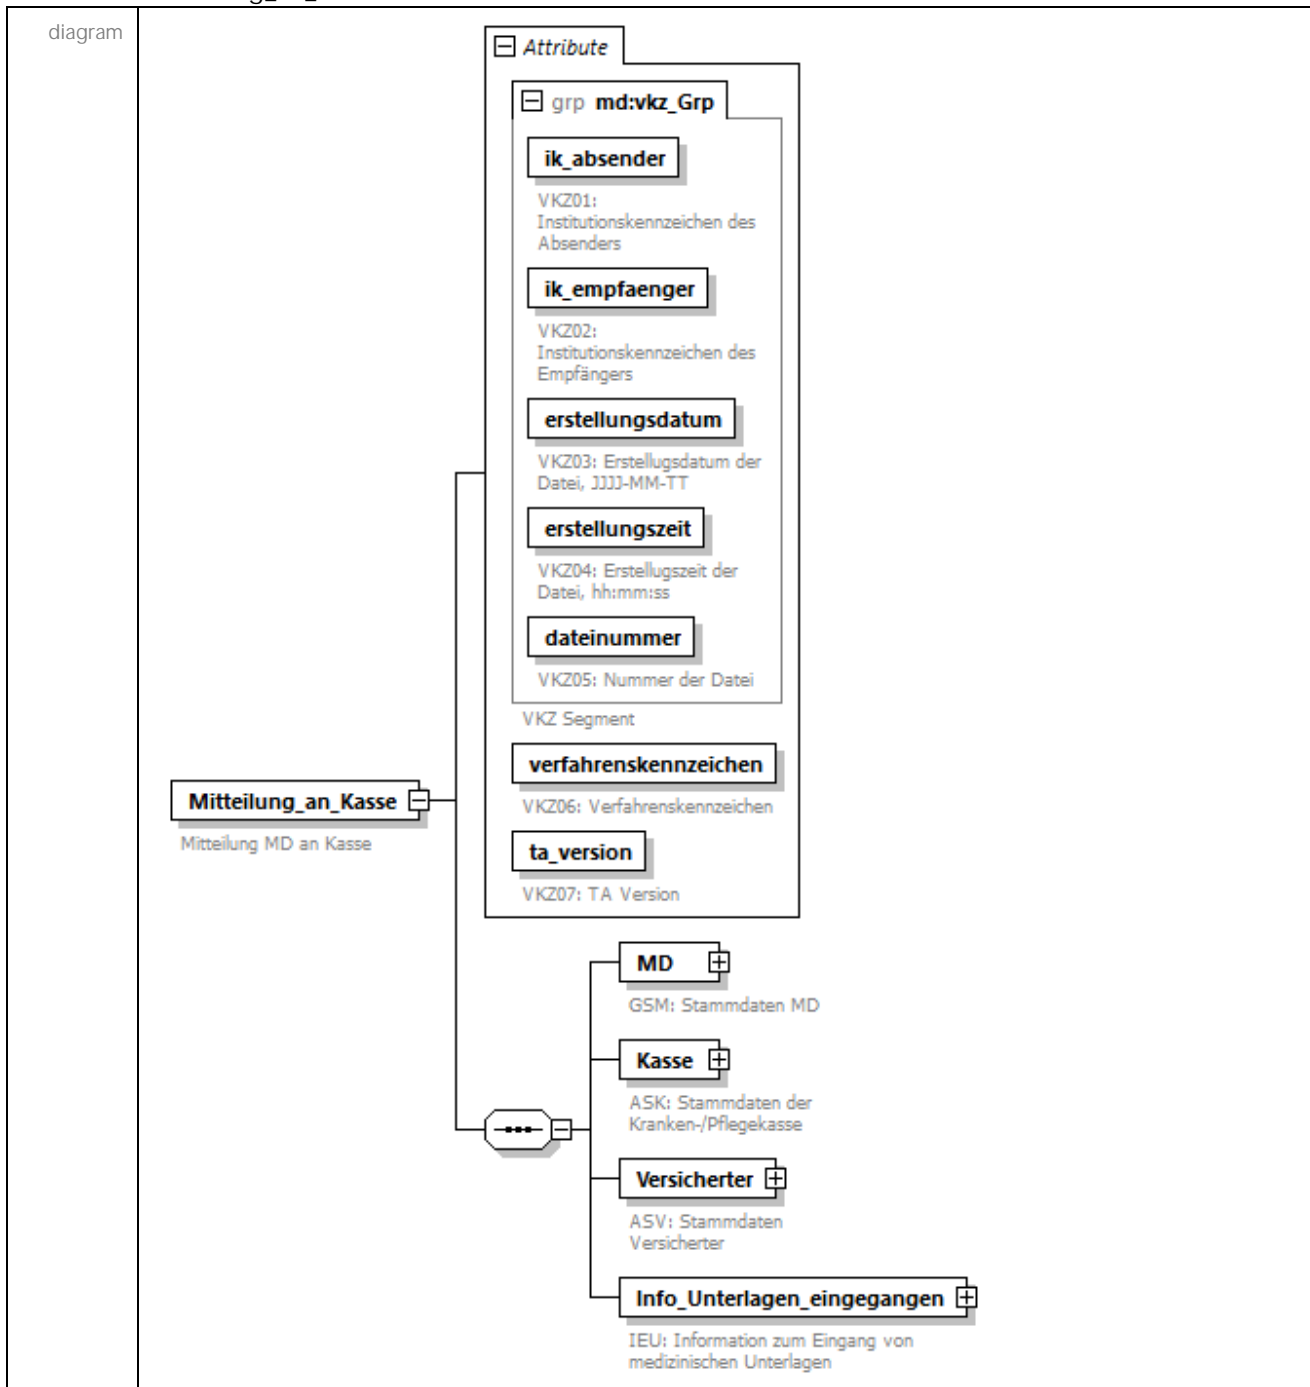 diagram
Attribute
grp md:vkz_Grp
ik_absender
VKZ01:
Institutionskennzeichen des
Absenders
ik_empfaenger
VKZ02:
Institutionskennzeichen des
Empfängers
erstellungsdatum
VKZ03: Erstellugsdatum der
Datei, JJJJ-MM-TT
erstellungszeit
VKZ04: Erstellugszeit der
Datei, hh:mm:ss
dateinummer
VKZ05: Nummer der Datei
VKZ Segment
verfahrenskennzeichen
VKZ06: Verfahrenskennzeichen
ta_version
VKZ07: TA Version
Mitteilung_an_Kasse
Mitteilung MD an Kasse
MD
GSM: Stammdaten MD
Kasse
ASK: Stammdaten der
Kranken-/Pflegekasse
Versicherter
ASV: Stammdaten
Versicherter
Info_Unterlagen_eingegangen
IEU: Information zum Eingang von
medizinischen Unterlagen